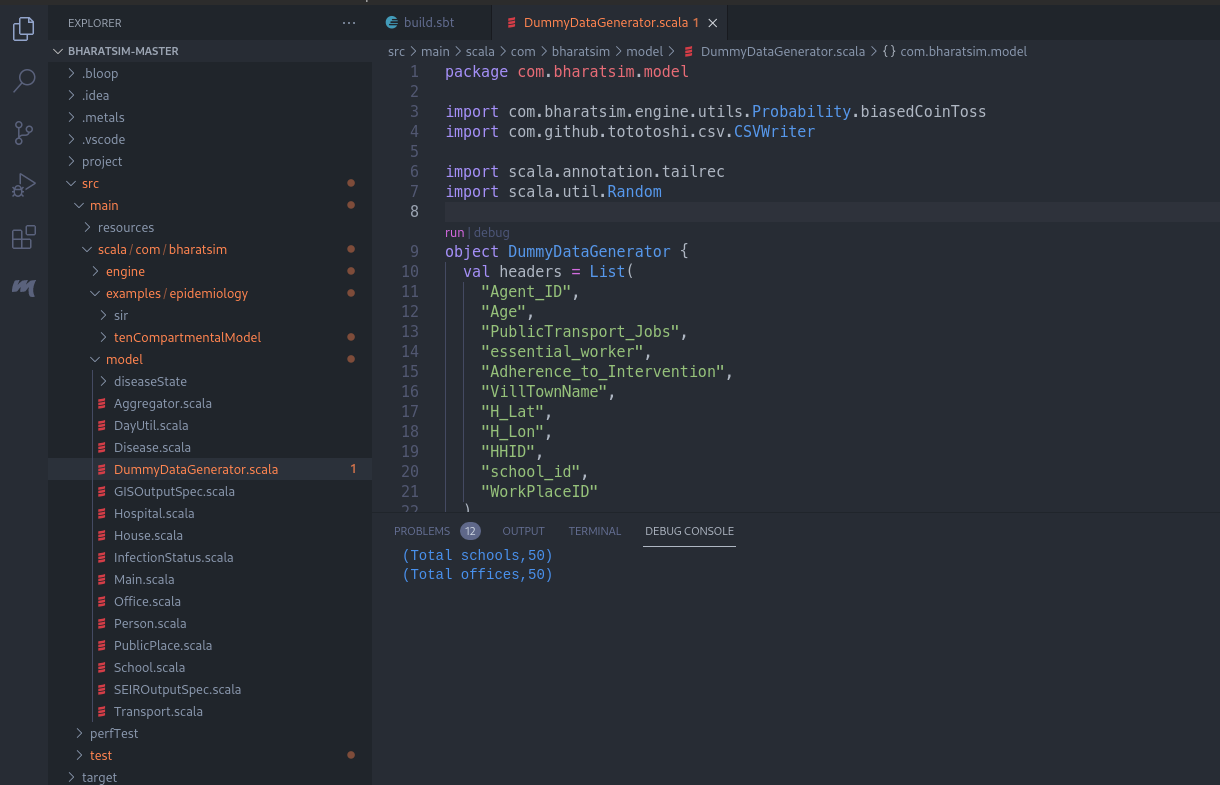 EXPLORER
BHARATSIM-MASTER
.bloop
.idea
.metals
.vscode
project
src
main
resources
scala / com / bharatsim
engine
examples / epidemiology
sir
tenCompartmentalModel
model
diseaseState
Aggregator.scala
DayUtil.scala
Disease.scala
DummyDataGenerator.scala 1
GISOutputSpec.scala
Hospital.scala
House.scala
InfectionStatus.scala
Main.scala
Office.scala
Person.scala
PublicPlace.scala
School.scala
SEIROutputSpec.scala
Transport.scala
perfTest
test
target
build.sbt
DummyDataGenerator.scala 1
src > main > scala > com > bharatsim > model > DummyDataGenerator.scala > {} com.bharatsim.model
1 package com.bharatsim.model
2
3 import com.bharatsim.engine.utils.Probability.biasedCoinToss
4 import com.github.tototoshi.csv.CSVWriter
5
6 import scala.annotation.tailrec
7 import scala.util.Random
8
run | debug
9 object DummyDataGenerator {
10 val headers = List(
11 "Agent_ID",
12 "Age",
13 "PublicTransport_Jobs",
14 "essential_worker",
15 "Adherence_to_Intervention",
16 "VillTownName",
17 "H_Lat",
18 "H_Lon",
19 "HHID",
20 "school_id",
21 "WorkPlaceID"
22 )
PROBLEMS 12 OUTPUT TERMINAL DEBUG CONSOLE
(Total schools,50)
(Total offices,50)